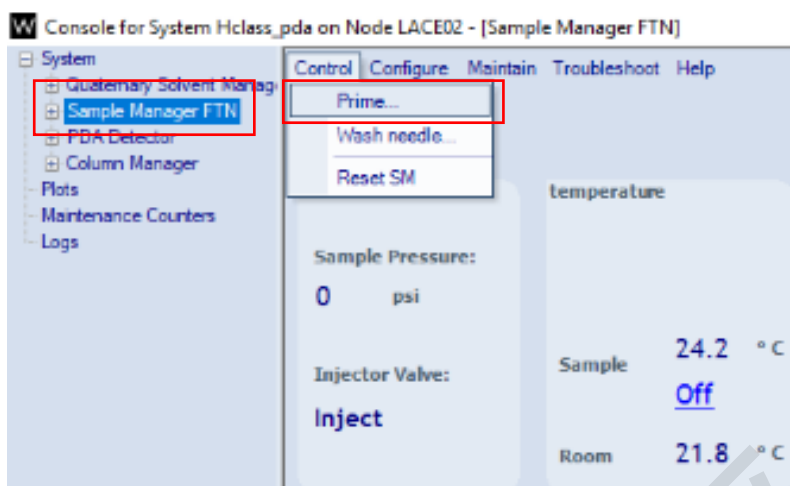 W Console for System Hclass_pda on Node LACE02 - [Sample Manager FTN]
System
Quaternary Solvent Manag
Sample Manager FTN
PDA Detector
Column Manager
Plots
Maintenance Counters
Logs
Control Configure Maintain Troubleshoot Help
Prime...
Wash needle...
Reset SM
Sample Pressure:
0 psi
Injector Valve:
Inject
temperature
Sample 24.2 °C
Off
Room 21.8 °C